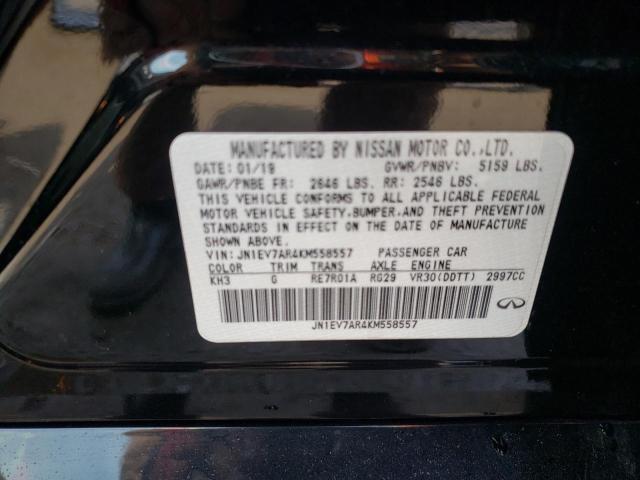 MANUFACTURED BY NISSAN MOTOR CO.,LTD.
DATE: 01/19 GVWR/PNBV: 5159 LBS.
GAWR/PNBE FR: 2646 LBS. RR: 2546 LBS.
THIS VEHICLE CONFORMS TO ALL APPLICABLE FEDERAL
MOTOR VEHICLE SAFETY,BUMPER,AND THEFT PREVENTION
STANDARDS IN EFFECT ON THE DATE OF MANUFACTURE
SHOWN ABOVE.
VIN: JN1EV7AR4KM558557 PASSENGER CAR
COLOR TRIM TRANS AXLE ENGINE
KH3 G RE7R01A RG29 VR30(DDTT) 2997CC
JN1EV7AR4KM558557